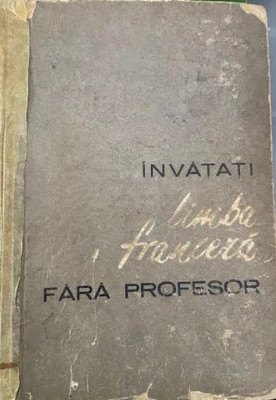 ÎNVĂȚAȚI
limba
franceză
FĂRĂ PROFESOR